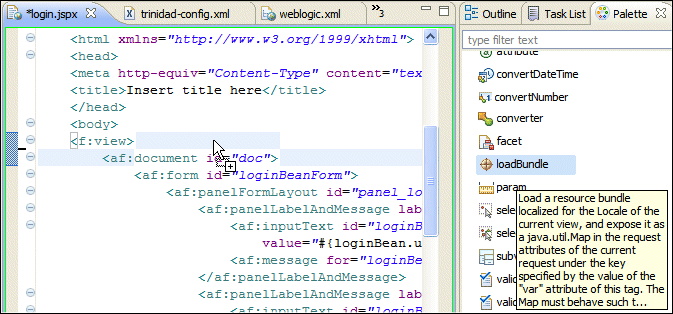 *login.jspx
trinidad-config.xml
weblogic.xml
3
<html xmlns="http://www.w3.org/1999/xhtml">
<head>
<meta http-equiv="Content-Type" content="tex
<title>Insert title here</title>
</head>
<body>
<f:view>
<af:document id="doc">
<af:form id="loginBeanForm">
<af:panelFormLayout id="panel_lo
<af:panelLabelAndMessage lab
<af:inputText id="loginB
value="#{loginBean.u
<af:message for="loginBe
</af:panelLabelAndMessage>
<af:panelLabelAndMessage lab
<af:inputText id="loginB
Outline
Task List
Palette
type filter text
attribute
convertDateTime
convertNumber
converter
facet
loadBundle
param
sele
sele
subv
valid
valid
Load a resource bundle
localized for the Locale of the
current view, and expose it as
a java.util.Map in the request
attributes of the current
request under the key
specified by the value of the
"var" attribute of this tag. The
Map must behave such t...